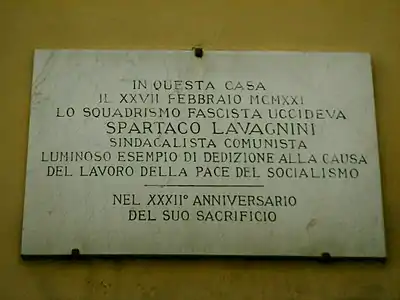 IN QUESTA CASA
IL XXVII FEBBRAIO MCMXXI
LO SQUADRISMO FASCISTA UCCIDEVA
SPARTACO LAVAGNINI
SINDACALISTA COMUNISTA
LUMINOSO ESEMPIO DI DEDIZIONE ALLA CAUSA
DEL LAVORO DELLA PACE DEL SOCIALISMO
NEL XXXII° ANNIVERSARIO
DEL SUO SACRIFICIO